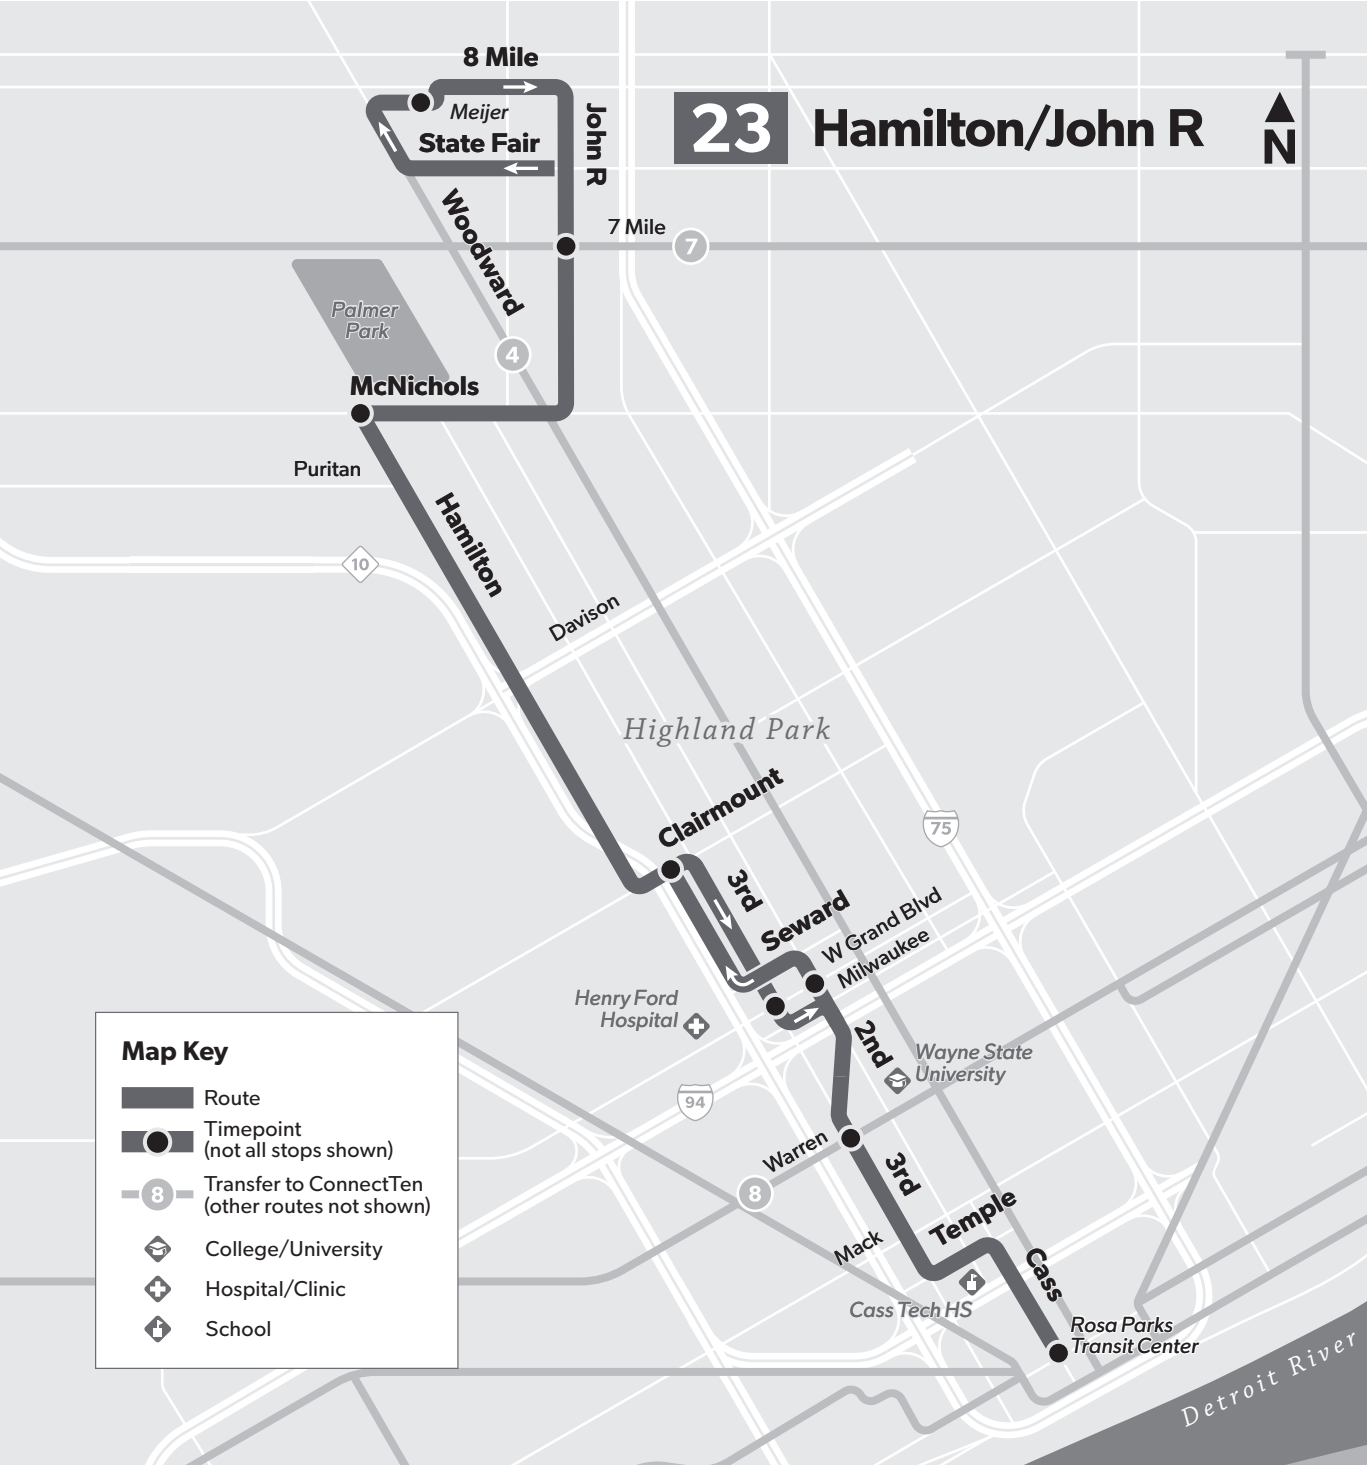 8 Mile
Meijer
State Fair
John R
23 Hamilton/John R
N
Woodward
7 Mile
7
Palmer
Park
4
McNichols
Puritan
Hamilton
10
Davison
Highland Park
Clairmount
75
3rd
Seward
W Grand Blvd
Milwaukee
Henry Ford
Hospital
2nd
Wayne State
University
94
Warren
3rd
8
Temple
Mack
Cass
Cass Tech HS
Rosa Parks
Transit Center
Detroit River
Map Key
Route
Timepoint
(not all stops shown)
8
Transfer to ConnectTen
(other routes not shown)
College/University
Hospital/Clinic
School